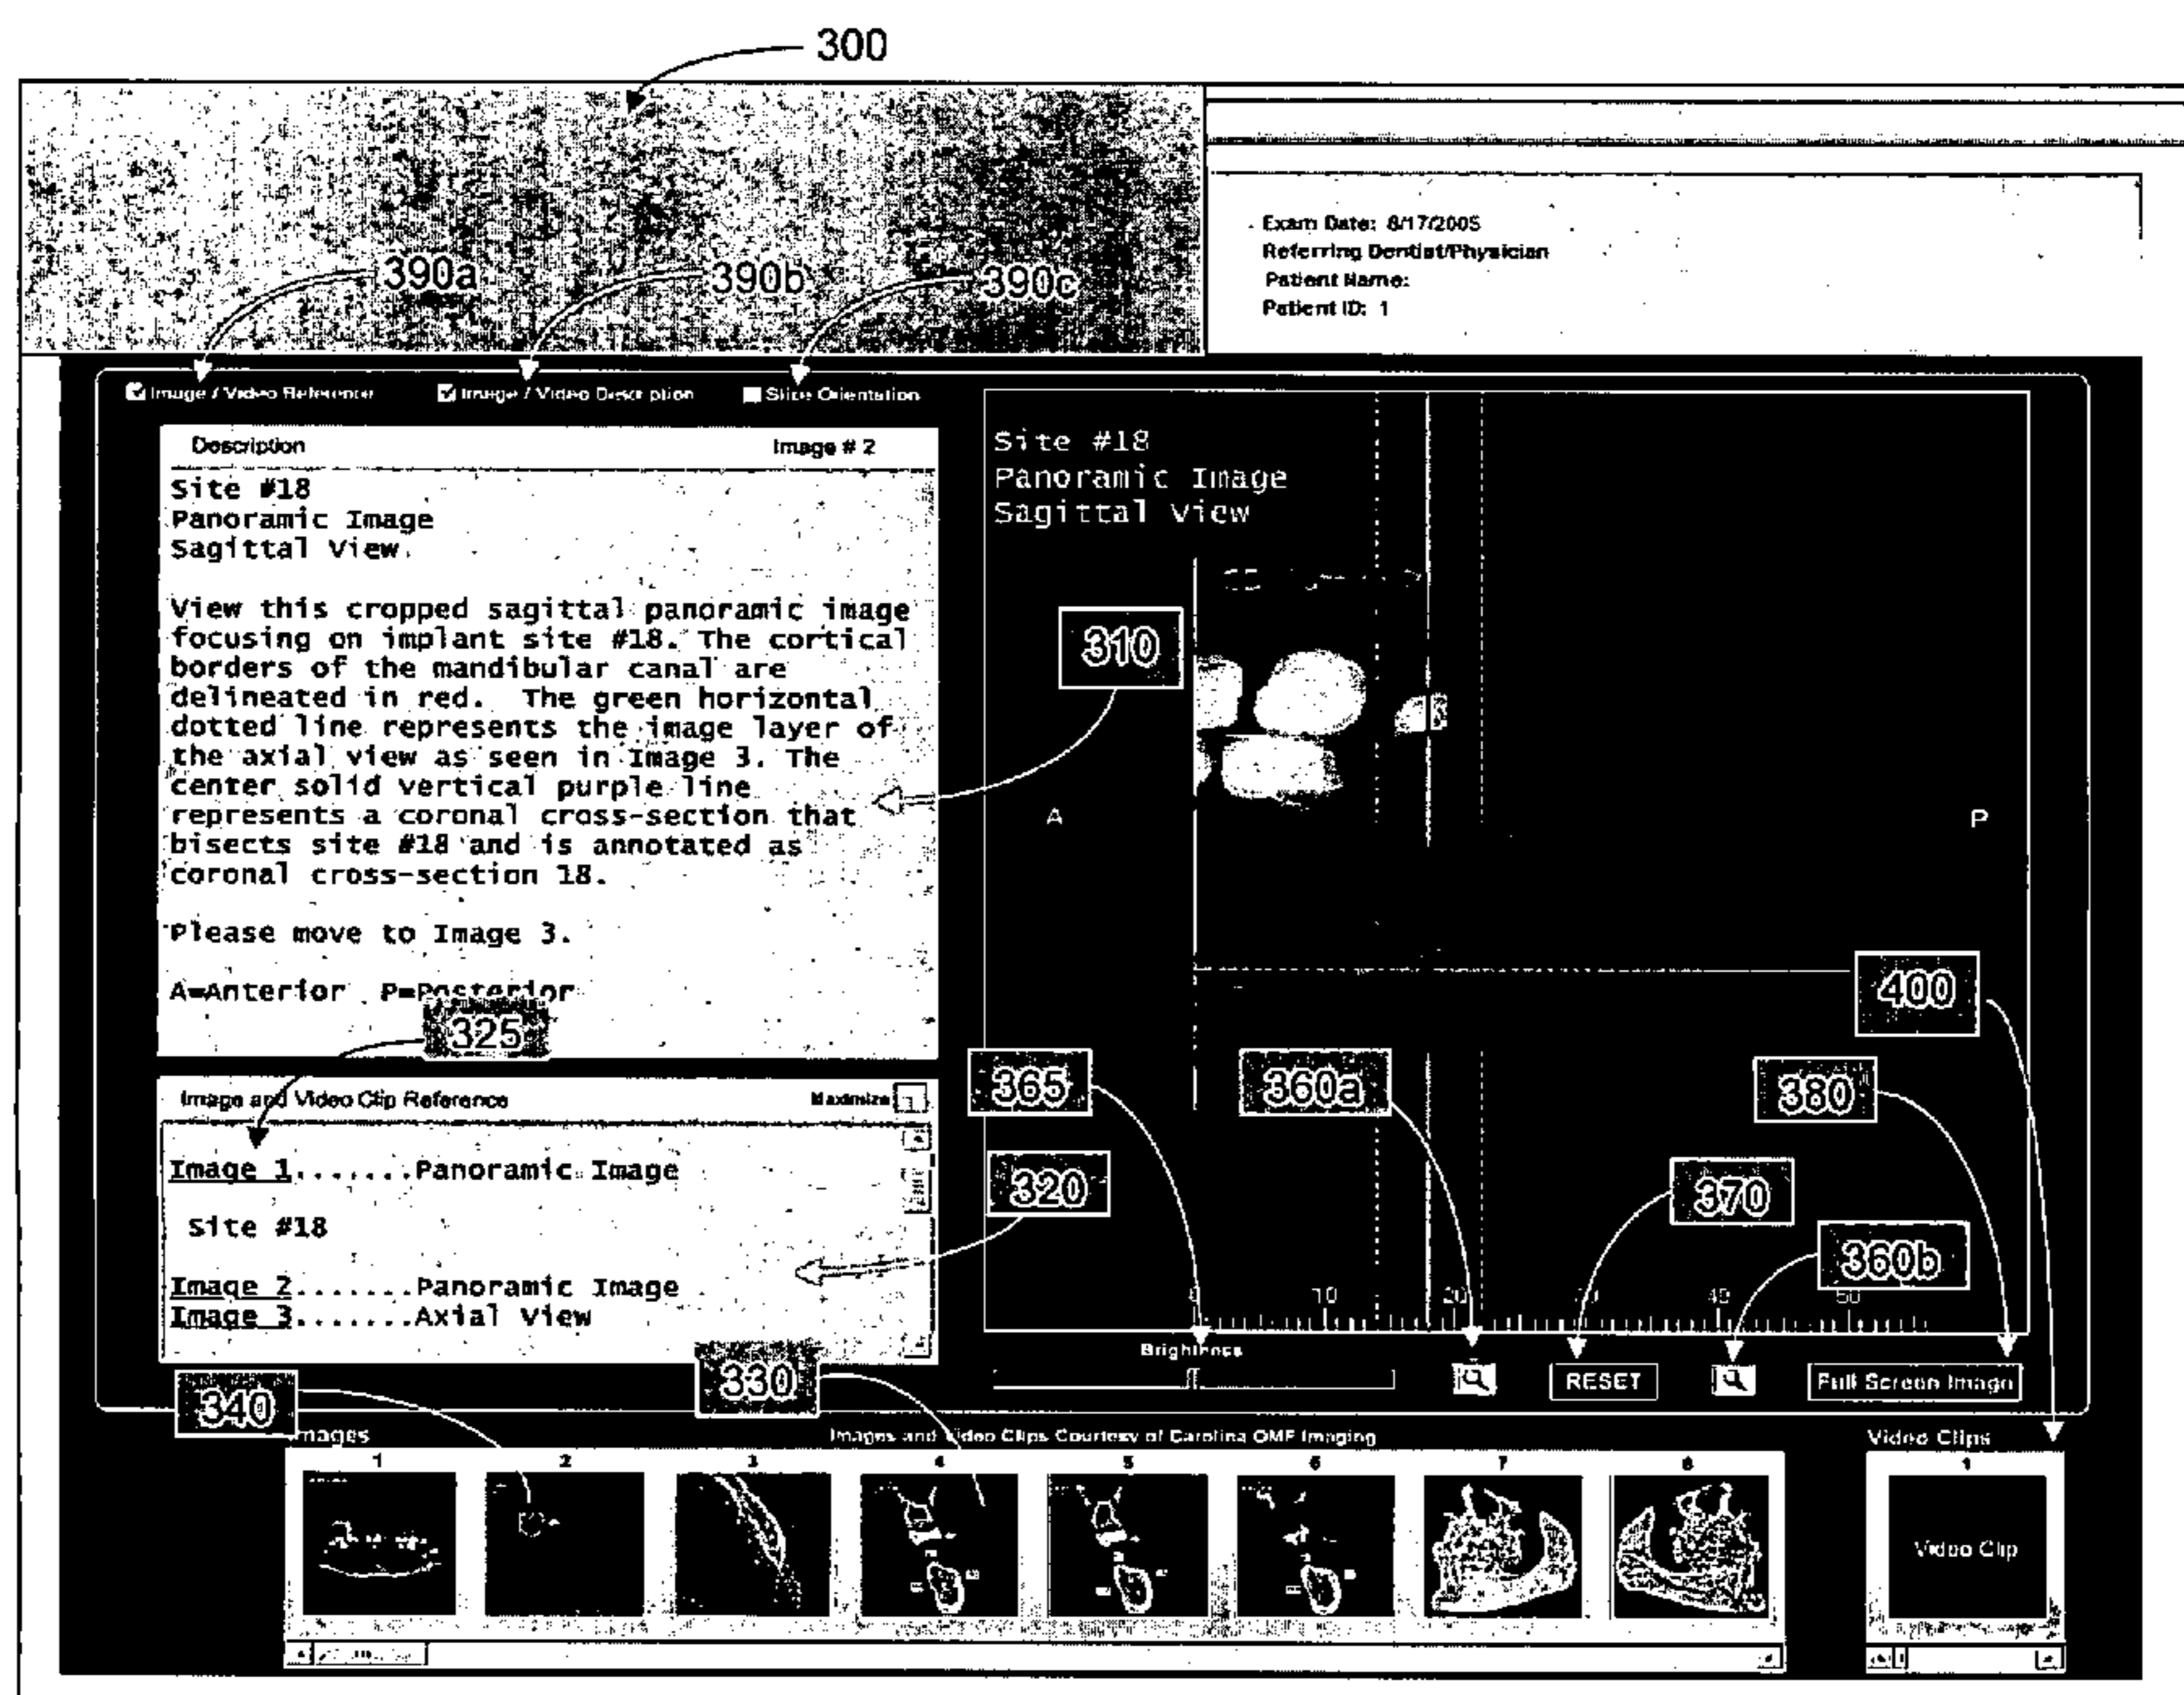 300
Exam Date: 8/17/2005
Referring Dentist/Physician
Patient Name:
Patient ID: 1
390a
390b
390c
Image / Video Reference
Image / Video Description
Slice Orientation
Description
Image # 2
Site #18
Panoramic Image
Sagittal View
View this cropped sagittal panoramic image
focusing on implant site #18. The cortical
borders of the mandibular canal are
delineated in red. The green horizontal
dotted line represents the image layer of
the axial view as seen in Image 3. The
center solid vertical purple line
represents a coronal cross-section that
bisects site #18 and is annotated as
coronal cross-section 18.
Please move to Image 3.
A=Anterior P=Posterior
325
Image and Video Clip Reference
Maximize
Image 1.......Panoramic Image
Site #18
Image 2.......Panoramic Image
Image 3.......Axial View
Site #18
Panoramic Image
Sagittal View
310
A
P
400
365
360a
380
320
370
360b
0 10 20 30 40 50
Brightness
RESET
Full Screen Image
340
330
Images
Images and Video Clips Courtesy of Carolina OMF Imaging
Video Clips
1 2 3 4 5 6 7 8
1
Video Clip